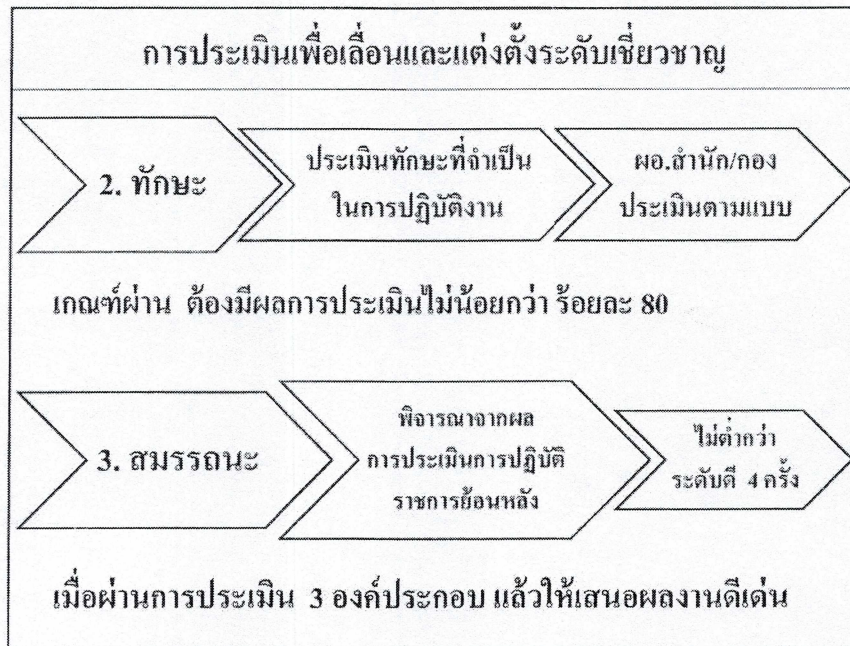 การประเมินเพื่อเลื่อนและแต่งตั้งระดับเชี่ยวชาญ
2. ทักษะ
ประเมินทักษะที่จำเป็น
ในการปฏิบัติงาน
ผอ.สำนัก/กอง
ประเมินตามแบบ
เกณฑ์ผ่าน ต้องมีผลการประเมินไม่น้อยกว่า ร้อยละ 80
3. สมรรถนะ
พิจารณาจากผล
การประเมินการปฏิบัติ
ราชการย้อนหลัง
ไม่ต่ำกว่า
ระดับดี 4 ครั้ง
เมื่อผ่านการประเมิน 3 องค์ประกอบ แล้วให้เสนอผลงานดีเด่น